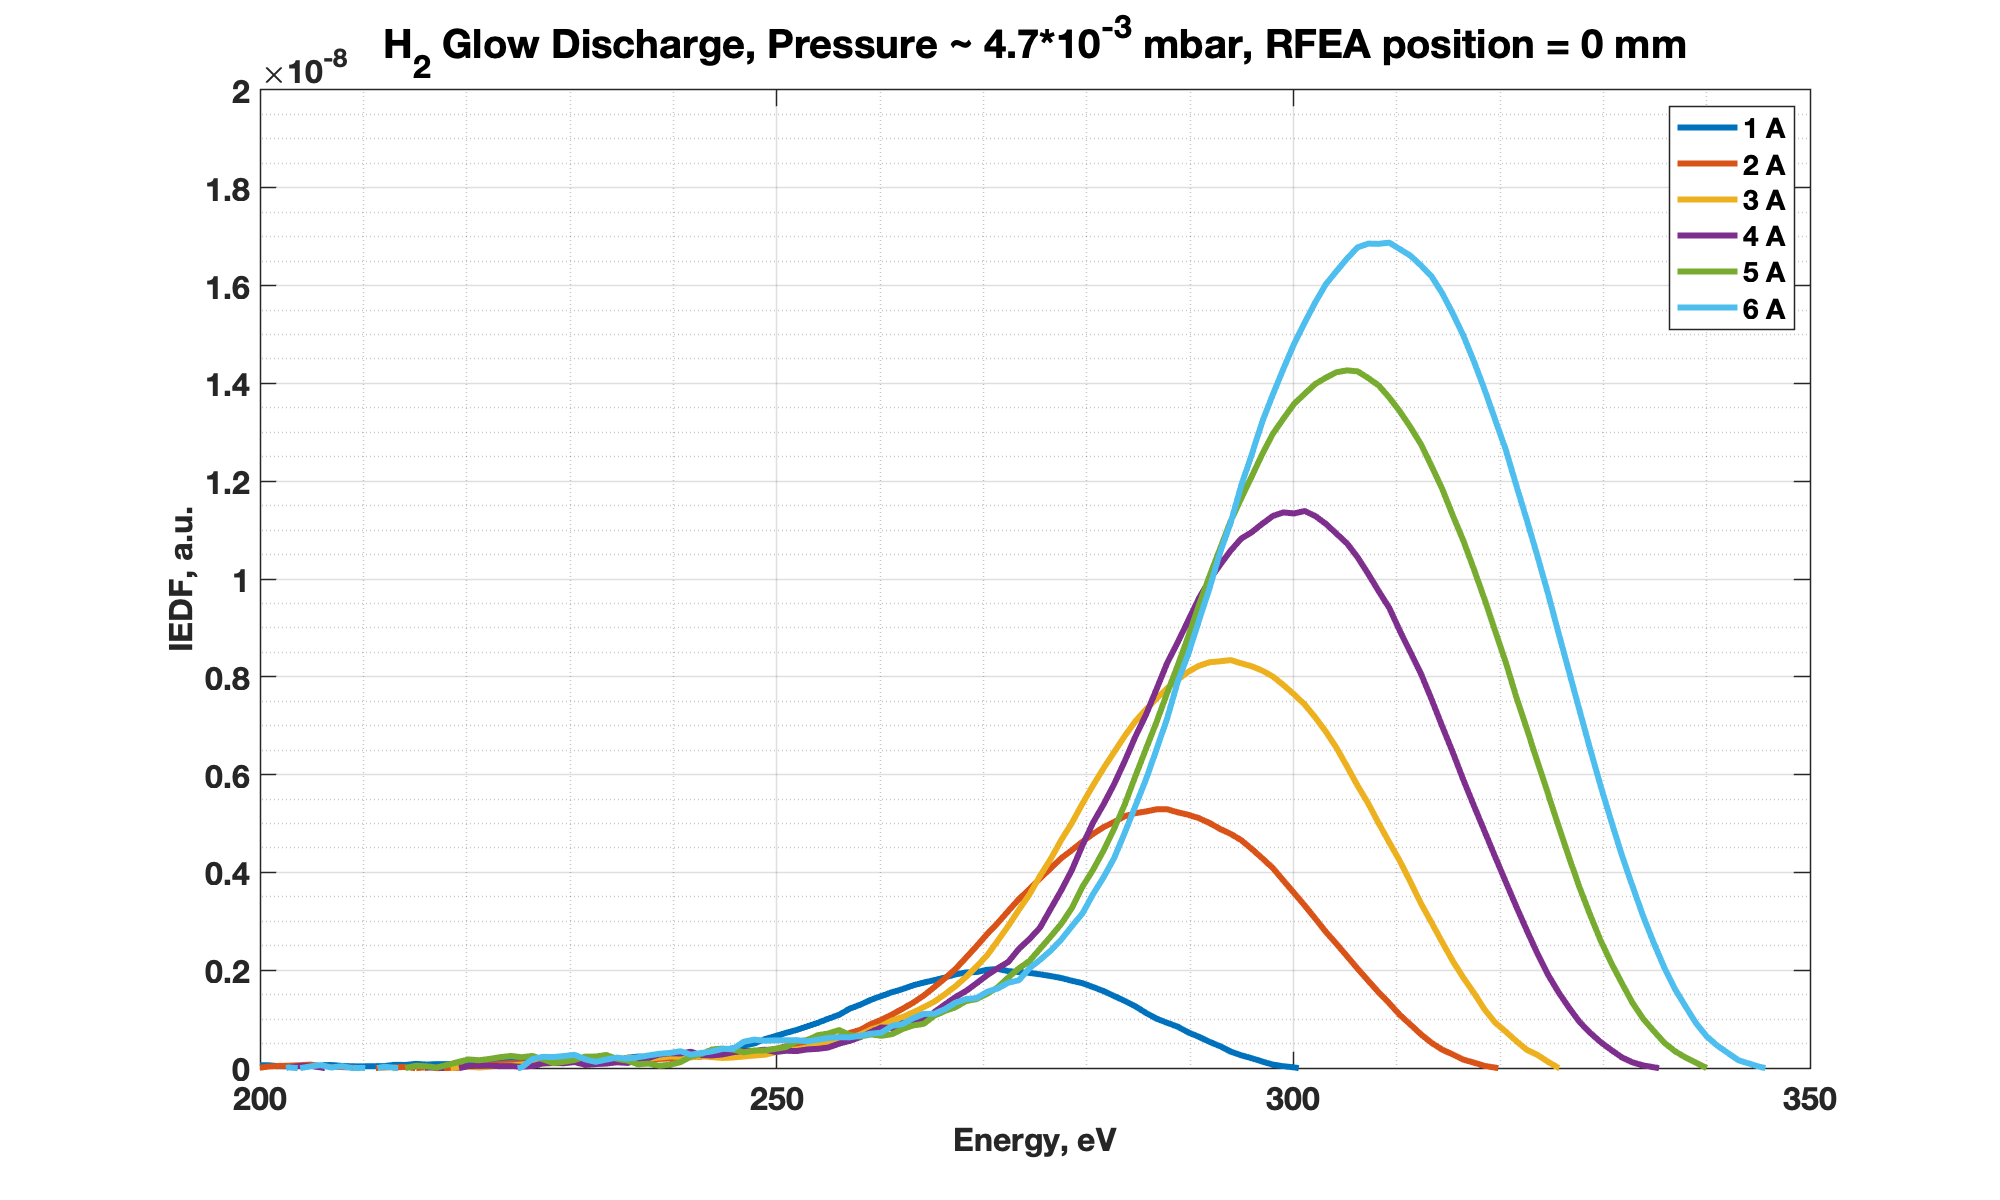 H2 Glow Discharge, Pressure ~ 4.7*10-3 mbar, RFEA position = 0 mm
×10-8
2
1.8
1.6
1.4
1.2
1
0.8
0.6
0.4
0.2
0
IEDF, a.u.
1 A
2 A
3 A
4 A
5 A
6 A
200 250 300 350
Energy, eV